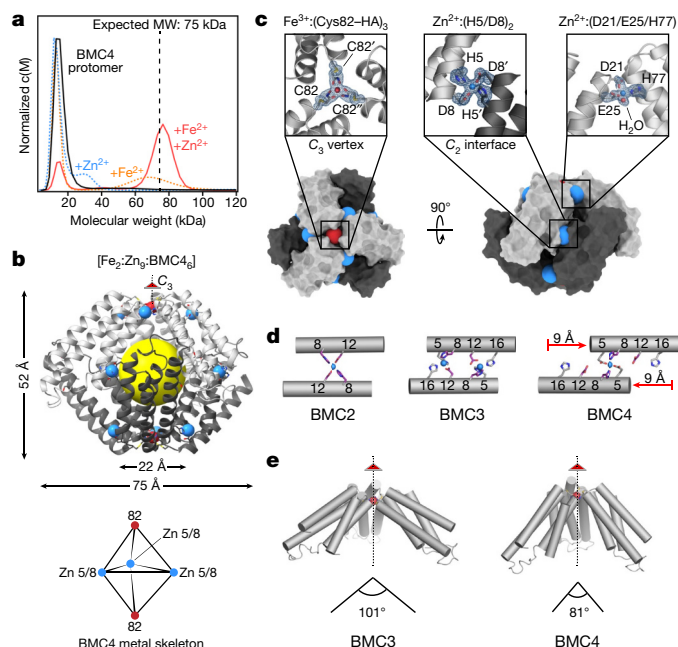 a
Expected MW: 75 kDa
BMC4
protomer
+Fe²⁺
+Zn²⁺
+Zn²⁺
+Fe²⁺
Normalized c(M)
10 20 40 60 80 100 120
Molecular weight (kDa)
b
[Fe₂:Zn₉:BMC4₆]
C₃
52 Å
22 Å
75 Å
82
Zn 5/8
Zn 5/8
Zn 5/8
82
BMC4 metal skeleton
c
Fe³⁺:(Cys82–HA)₃
C82′
C82
C82″
C₃ vertex
Zn²⁺:(H5/D8)₂
H5
D8′
D8
H5′
C₂ interface
Zn²⁺:(D21/E25/H77)
D21
H77
E25
H₂O
90°
d
8 12
12 8
BMC2
5 8 12 16
16 12 8 5
BMC3
9 Å
5 8 12 16
16 12 8 5
9 Å
BMC4
e
101°
BMC3
81°
BMC4